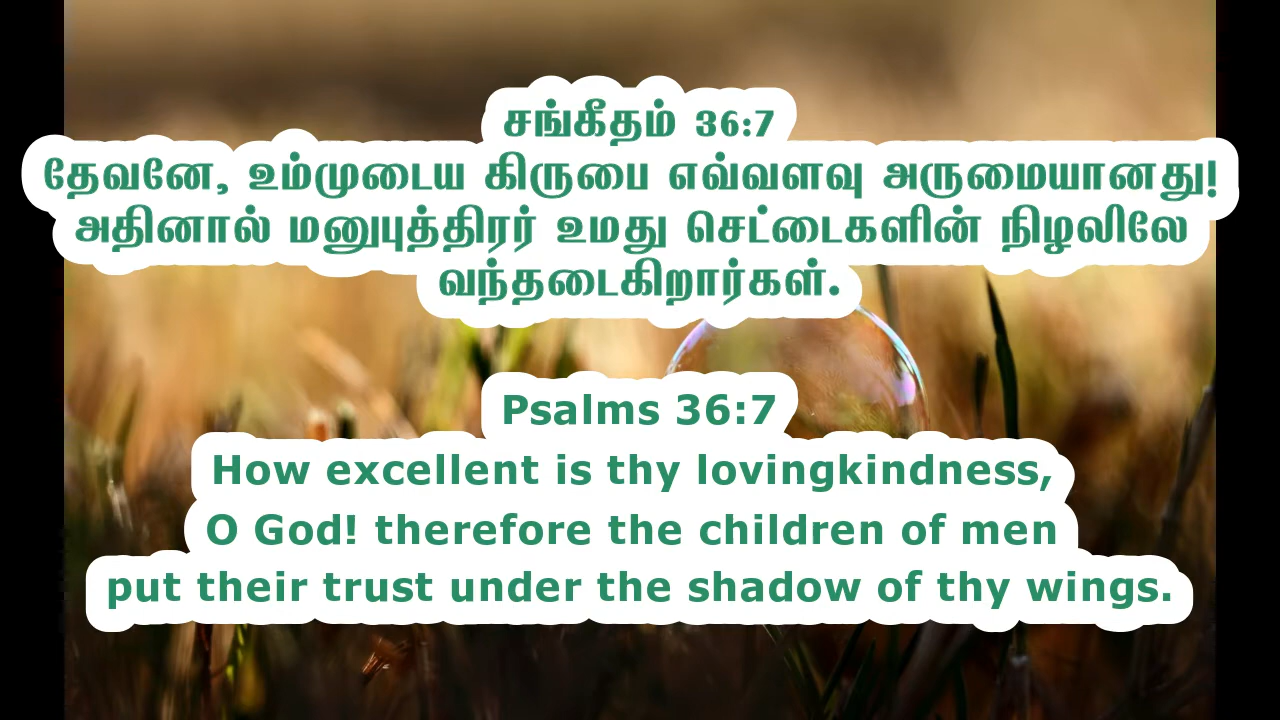 சங்கீதம் 36:7
தேவனே, உம்முடைய கிருபை எவ்வளவு அருமையானது!
அதினால் மனுபுத்திரர் உமது செட்டைகளின் நிழலிலே
வந்தடைகிறார்கள்.
Psalms 36:7
How excellent is thy lovingkindness,
O God! therefore the children of men
put their trust under the shadow of thy wings.